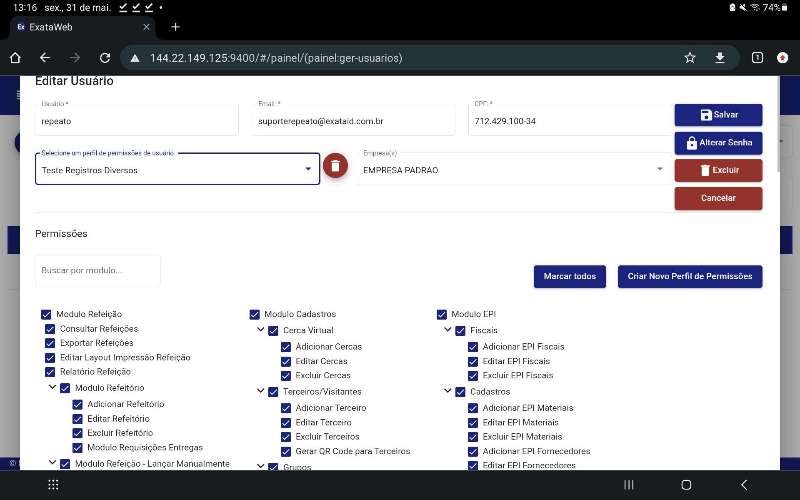 13:16 sex., 31 de mai.
74%
ExataWeb
144.22.149.125:9400/#/painel/(painel:ger-usuarios)
1
Editar Usuário
Usuário *
Email: *
CPF: *
repeato
suporterepeato@exataid.com.br
712.429.100-34
Salvar
Alterar Senha
Selecione um perfil de permissões de usuário
Empresa(s)
Teste Registros Diversos
EMPRESA PADRAO
Excluir
Cancelar
Permissões
Buscar por modulo...
Marcar todos
Criar Novo Perfil de Permissões
Modulo Refeição
Consultar Refeições
Exportar Refeições
Editar Layout Impressão Refeição
Relatório Refeição
Modulo Refeitório
Adicionar Refeitório
Editar Refeitório
Excluir Refeitório
Modulo Requisições Entregas
Modulo Refeição - Lançar Manualmente
Modulo Cadastros
Cerca Virtual
Adicionar Cercas
Editar Cercas
Excluir Cercas
Terceiros/Visitantes
Adicionar Terceiro
Editar Terceiro
Excluir Terceiros
Gerar QR Code para Terceiros
Grupos
Modulo EPI
Fiscais
Adicionar EPI Fiscais
Editar EPI Fiscais
Excluir EPI Fiscais
Cadastros
Adicionar EPI Materiais
Editar EPI Materiais
Excluir EPI Materiais
Adicionar EPI Fornecedores
Editar EPI Fornecedores